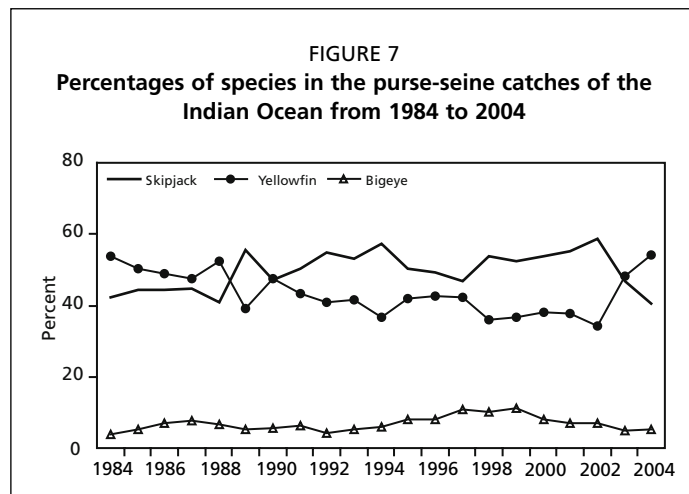 FIGURE 7
Percentages of species in the purse-seine catches of the
Indian Ocean from 1984 to 2004
80
Skipjack Yellowfin Bigeye
60
40
20
0
Percent
1984 1986 1988 1990 1992 1994 1996 1998 2000 2002 2004